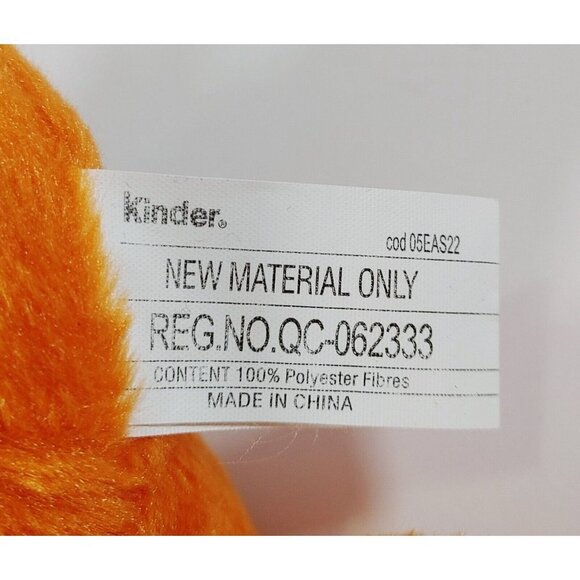 Kinder®
cod 05EAS22
NEW MATERIAL ONLY
REG.NO.QC-062333
CONTENT 100% Polyester Fibres
MADE IN CHINA